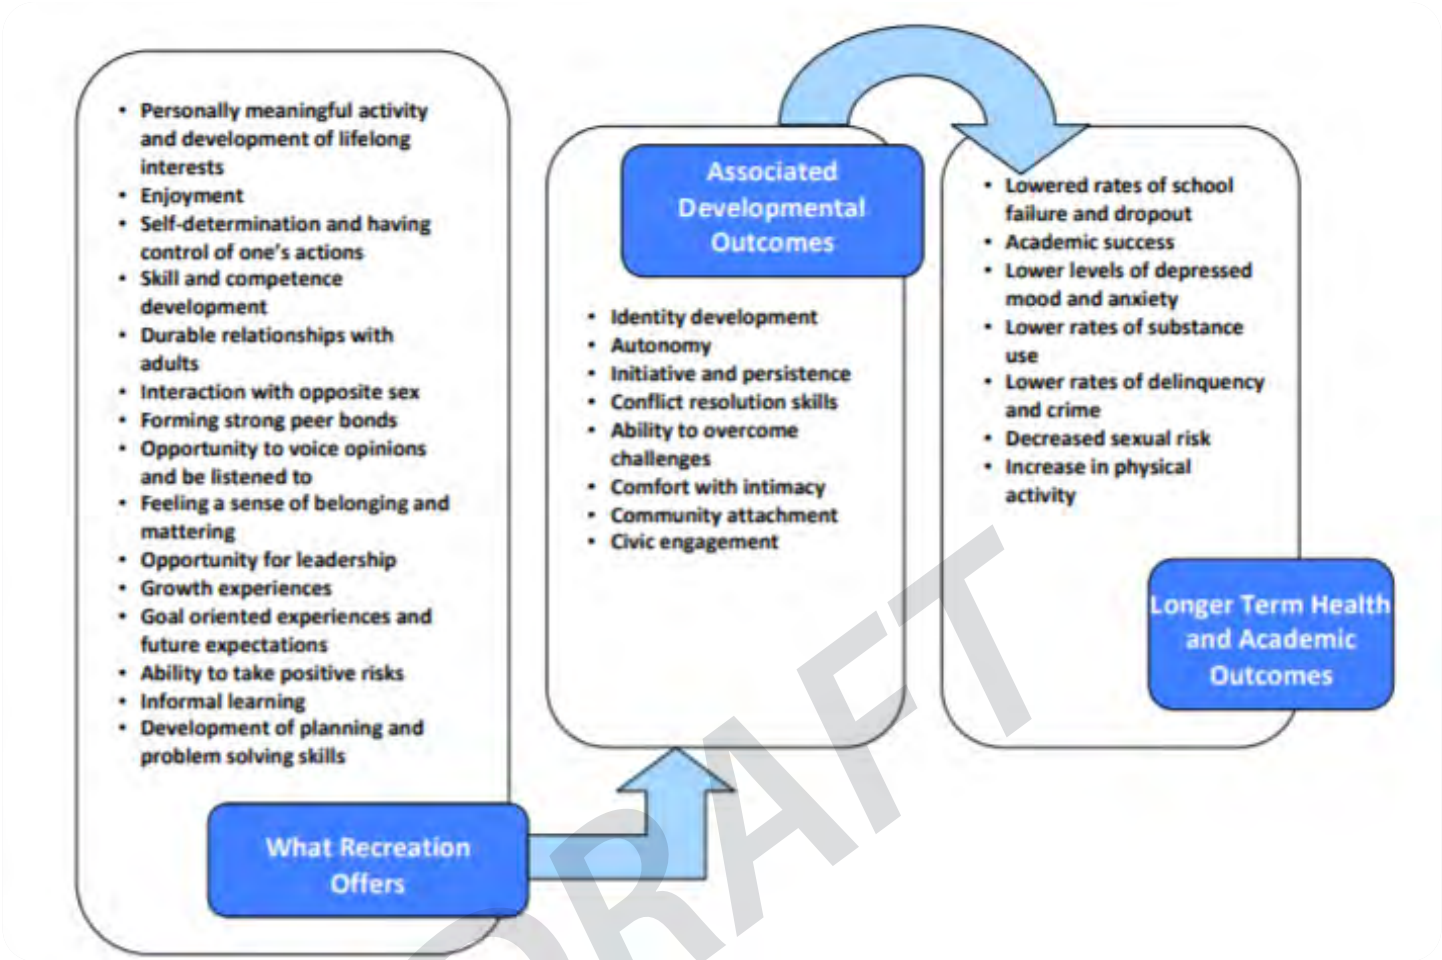 • Personally meaningful activity
and development of lifelong
interests
• Enjoyment
• Self-determination and having
control of one's actions
• Skill and competence
development
• Durable relationships with
adults
• Interaction with opposite sex
• Forming strong peer bonds
• Opportunity to voice opinions
and be listened to
• Feeling a sense of belonging and
mattering
• Opportunity for leadership
• Growth experiences
• Goal oriented experiences and
future expectations
• Ability to take positive risks
• Informal learning
• Development of planning and
problem solving skills
What Recreation
Offers
Associated
Developmental
Outcomes
• Identity development
• Autonomy
• Initiative and persistence
• Conflict resolution skills
• Ability to overcome
challenges
• Comfort with intimacy
• Community attachment
• Civic engagement
• Lowered rates of school
failure and dropout
• Academic success
• Lower levels of depressed
mood and anxiety
• Lower rates of substance
use
• Lower rates of delinquency
and crime
• Decreased sexual risk
• Increase in physical
activity
Longer Term Health
and Academic
Outcomes
DRAFT